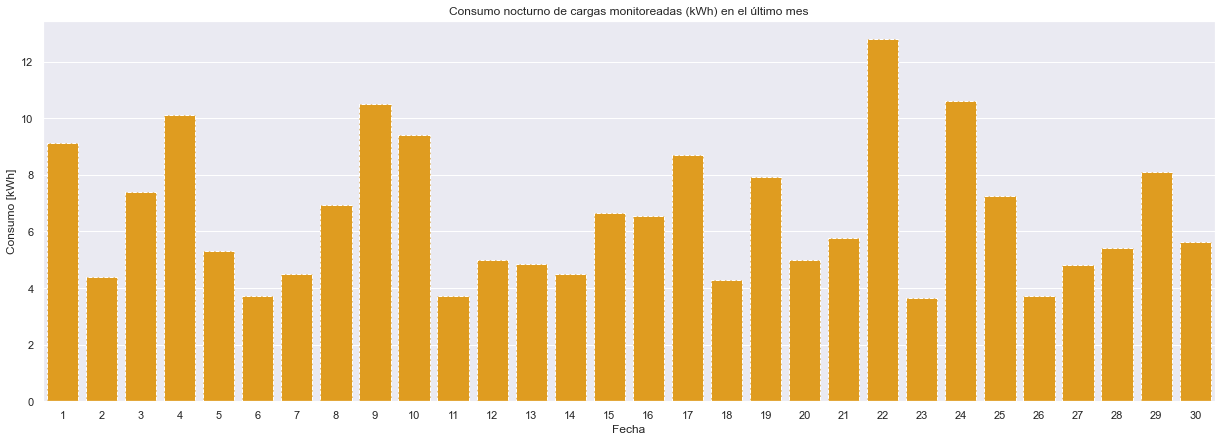 Consumo nocturno de cargas monitoreadas (kWh) en el último mes
Consumo [kWh]
12
10
8
6
4
2
0
1 2 3 4 5 6 7 8 9 10 11 12 13 14 15 16 17 18 19 20 21 22 23 24 25 26 27 28 29 30
Fecha